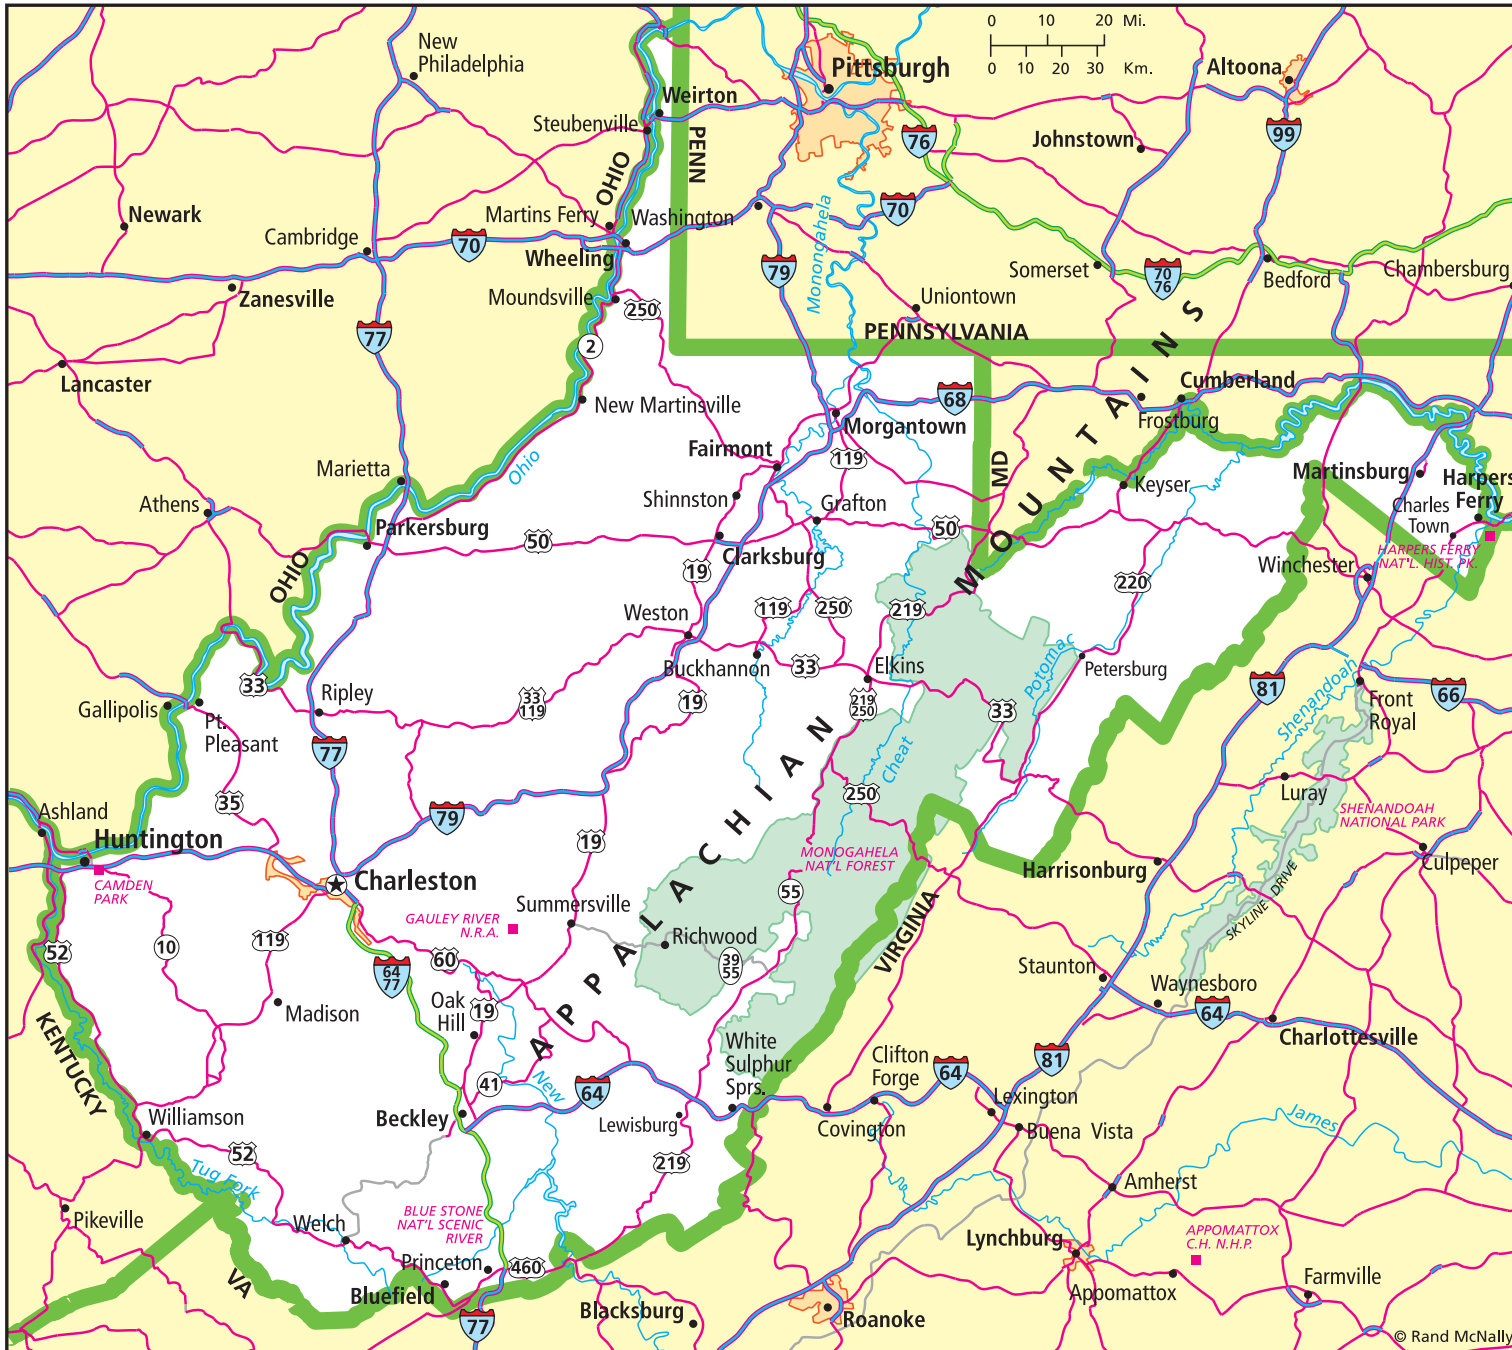 0 10 20 Mi.
0 10 20 30 Km.
New
Philadelphia
Pittsburgh
Altoona
Weirton
Steubenville
PENN
76
99
Johnstown
OHIO
Newark
Martins Ferry
Washington
70
Monongahela
Cambridge
70
Wheeling
79
Somerset
70
76
Bedford
Chambersburg
Zanesville
Moundsville
250
Uniontown
PENNSYLVANIA
77
2
Lancaster
New Martinsville
68
Cumberland
Frostburg
Morgantown
Fairmont
119
MD
MOUNTAINS
Marietta
Ohio
Shinnston
Grafton
Keyser
Martinsburg
Harpers
Ferry
Charles
Town
HARPERS FERRY
NAT'L. HIST. PK.
Athens
Parkersburg
50
Clarksburg
50
Winchester
OHIO
19
119
250
219
220
Weston
Buckhannon
33
Elkins
Potomac
Petersburg
33
Ripley
33
119
19
219
250
33
81
Shenandoah
66
Front
Royal
Gallipolis
Pt.
Pleasant
77
Cheat
Luray
SHENANDOAH
NATIONAL PARK
35
79
250
Ashland
Huntington
19
MONOGAHELA
NAT'L FOREST
Harrisonburg
Culpeper
CAMDEN
PARK
Charleston
55
SKYLINE DRIVE
GAULEY RIVER
N.R.A.
Summersville
APPALACHIAN
VIRGINIA
Richwood
52
10
119
60
39
55
64
77
Staunton
Waynesboro
Oak
Hill
19
64
Madison
Charlottesville
KENTUCKY
White
Sulphur
Sprs.
Clifton
Forge
64
81
41
New
64
Lexington
Williamson
Beckley
Lewisburg
Covington
Buena Vista
James
52
219
Tug Fork
Amherst
Pikeville
Welch
BLUE STONE
NAT'L SCENIC
RIVER
Lynchburg
APPOMATTOX
C.H. N.H.P.
VA
Princeton
460
Farmville
Bluefield
Appomattox
77
Blacksburg
Roanoke
© Rand McNally